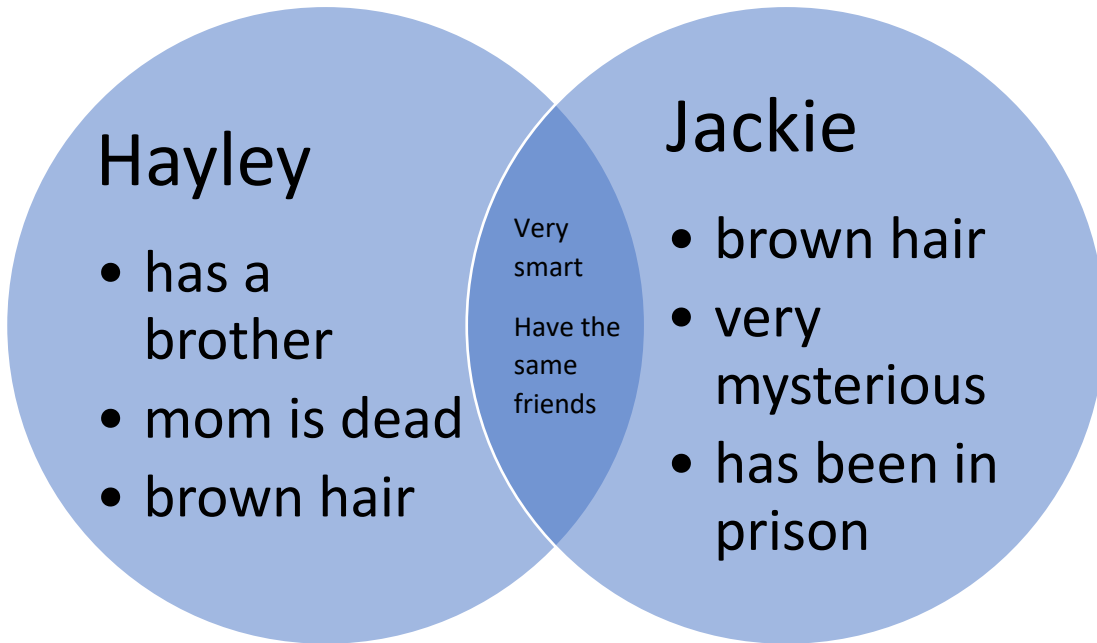 Hayley
• has a
brother
• mom is dead
• brown hair
Very
smart
Have the
same
friends
Jackie
• brown hair
• very
mysterious
• has been in
prison